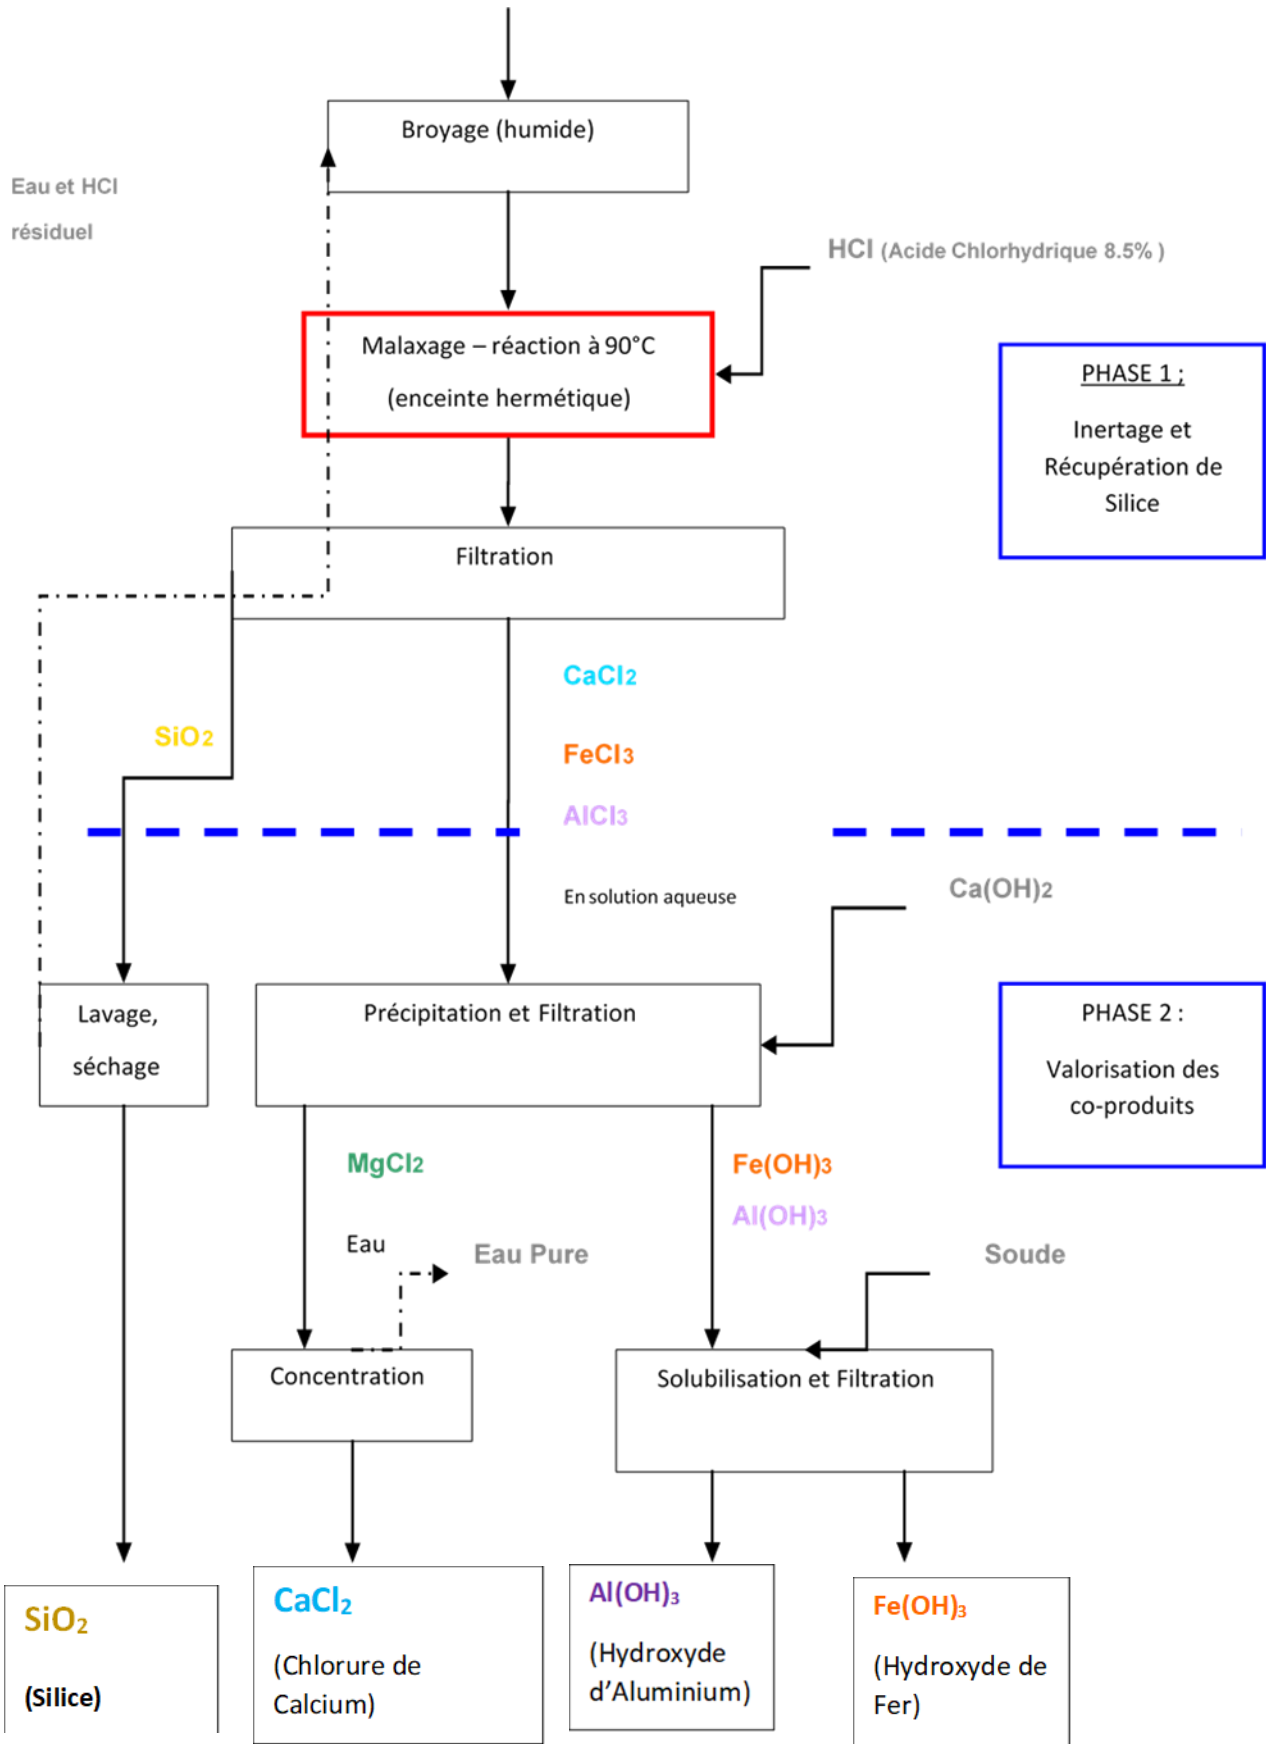 Broyage (humide)
Eau et HCl
résiduel
HCl (Acide Chlorhydrique 8.5% )
Malaxage – réaction à 90°C
(enceinte hermétique)
PHASE 1 ;
Inertage et
Récupération de
Silice
Filtration
CaCl2
SiO2
FeCl3
AlCl3
En solution aqueuse
Ca(OH)2
Lavage,
séchage
Précipitation et Filtration
PHASE 2 :
Valorisation des
co-produits
MgCl2
Fe(OH)3
Al(OH)3
Eau
Eau Pure
Soude
Concentration
Solubilisation et Filtration
SiO2
(Silice)
CaCl2
(Chlorure de
Calcium)
Al(OH)3
(Hydroxyde
d’Aluminium)
Fe(OH)3
(Hydroxyde de
Fer)